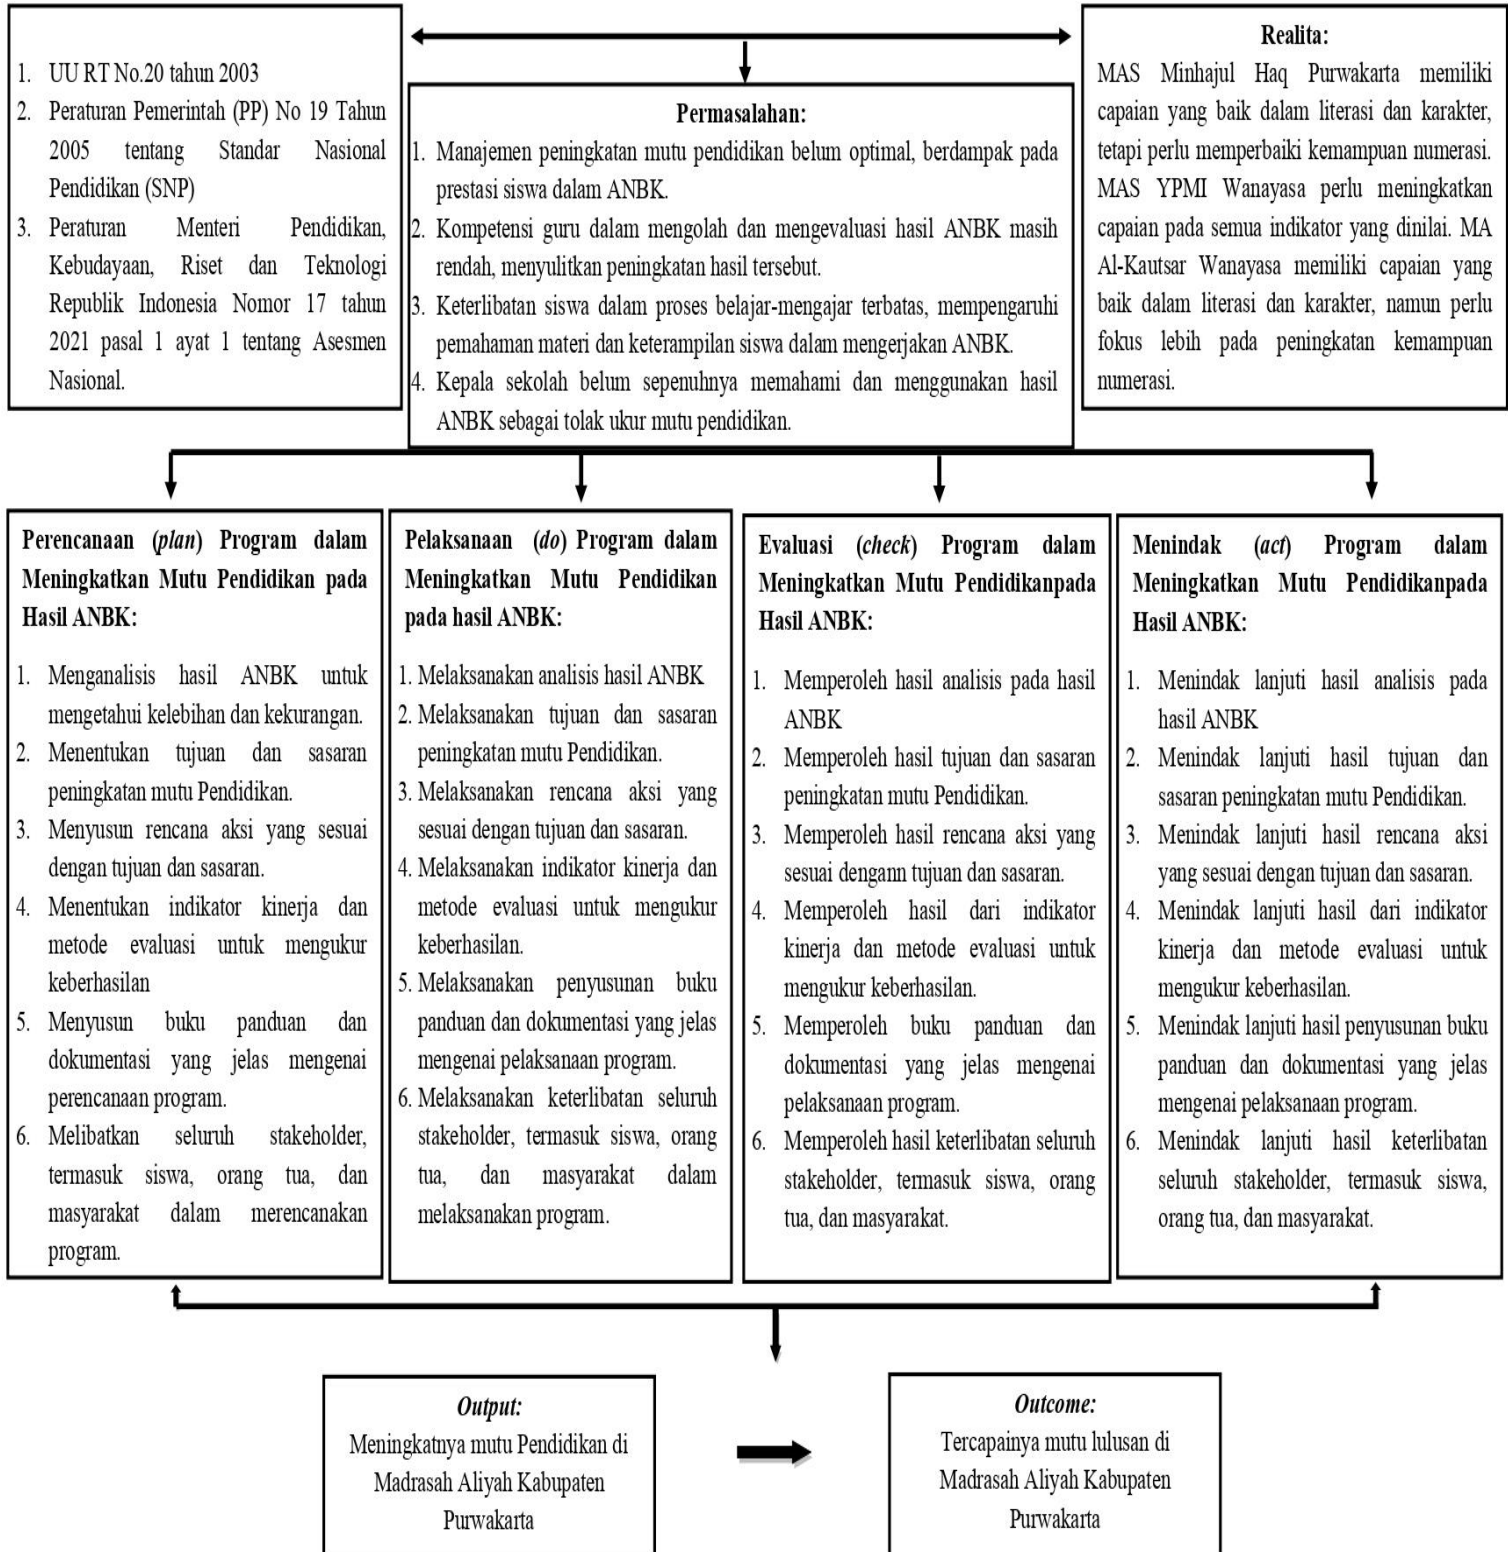 1. UU RT No.20 tahun 2003
2. Peraturan Pemerintah (PP) No 19 Tahun
2005 tentang Standar Nasional
Pendidikan (SNP)
3. Peraturan Menteri Pendidikan,
Kebudayaan, Riset dan Teknologi
Republik Indonesia Nomor 17 tahun
2021 pasal 1 ayat 1 tentang Asesmen
Nasional.
Permasalahan:
1. Manajemen peningkatan mutu pendidikan belum optimal, berdampak pada
prestasi siswa dalam ANBK.
2. Kompetensi guru dalam mengolah dan mengevaluasi hasil ANBK masih
rendah, menyulitkan peningkatan hasil tersebut.
3. Keterlibatan siswa dalam proses belajar-mengajar terbatas, mempengaruhi
pemahaman materi dan keterampilan siswa dalam mengerjakan ANBK.
4. Kepala sekolah belum sepenuhnya memahami dan menggunakan hasil
ANBK sebagai tolak ukur mutu pendidikan.
Realita:
MAS Minhajul Haq Purwakarta memiliki
capaian yang baik dalam literasi dan karakter,
tetapi perlu memperbaiki kemampuan numerasi.
MAS YPMI Wanayasa perlu meningkatkan
capaian pada semua indikator yang dinilai. MA
Al-Kautsar Wanayasa memiliki capaian yang
baik dalam literasi dan karakter, namun perlu
fokus lebih pada peningkatan kemampuan
numerasi.
Perencanaan (plan) Program dalam
Meningkatkan Mutu Pendidikan pada
Hasil ANBK:
1. Menganalisis hasil ANBK untuk
mengetahui kelebihan dan kekurangan.
2. Menentukan tujuan dan sasaran
peningkatan mutu Pendidikan.
3. Menyusun rencana aksi yang sesuai
dengan tujuan dan sasaran.
4. Menentukan indikator kinerja dan
metode evaluasi untuk mengukur
keberhasilan
5. Menyusun buku panduan dan
dokumentasi yang jelas mengenai
perencanaan program.
6. Melibatkan seluruh stakeholder,
termasuk siswa, orang tua, dan
masyarakat dalam merencanakan
program.
Pelaksanaan (do) Program dalam
Meningkatkan Mutu Pendidikan
pada hasil ANBK:
1. Melaksanakan analisis hasil ANBK
2. Melaksanakan tujuan dan sasaran
peningkatan mutu Pendidikan.
3. Melaksanakan rencana aksi yang
sesuai dengan tujuan dan sasaran.
4. Melaksanakan indikator kinerja dan
metode evaluasi untuk mengukur
keberhasilan.
5. Melaksanakan penyusunan buku
panduan dan dokumentasi yang jelas
mengenai pelaksanaan program.
6. Melaksanakan keterlibatan seluruh
stakeholder, termasuk siswa, orang
tua, dan masyarakat dalam
melaksanakan program.
Evaluasi (check) Program dalam
Meningkatkan Mutu Pendidikanpada
Hasil ANBK:
1. Memperoleh hasil analisis pada hasil
ANBK
2. Memperoleh hasil tujuan dan sasaran
peningkatan mutu Pendidikan.
3. Memperoleh hasil rencana aksi yang
sesuai dengann tujuan dan sasaran.
4. Memperoleh hasil dari indikator
kinerja dan metode evaluasi untuk
mengukur keberhasilan.
5. Memperoleh buku panduan dan
dokumentasi yang jelas mengenai
pelaksanaan program.
6. Memperoleh hasil keterlibatan seluruh
stakeholder, termasuk siswa, orang
tua, dan masyarakat.
Menindak (act) Program dalam
Meningkatkan Mutu Pendidikanpada
Hasil ANBK:
1. Menindak lanjuti hasil analisis pada
hasil ANBK
2. Menindak lanjuti hasil tujuan dan
sasaran peningkatan mutu Pendidikan.
3. Menindak lanjuti hasil rencana aksi
yang sesuai dengan tujuan dan sasaran.
4. Menindak lanjuti hasil dari indikator
kinerja dan metode evaluasi untuk
mengukur keberhasilan.
5. Menindak lanjuti hasil penyusunan buku
panduan dan dokumentasi yang jelas
mengenai pelaksanaan program.
6. Menindak lanjuti hasil keterlibatan
seluruh stakeholder, termasuk siswa,
orang tua, dan masyarakat.
Output:
Meningkatnya mutu Pendidikan di
Madrasah Aliyah Kabupaten
Purwakarta
Outcome:
Tercapainya mutu lulusan di
Madrasah Aliyah Kabupaten
Purwakarta